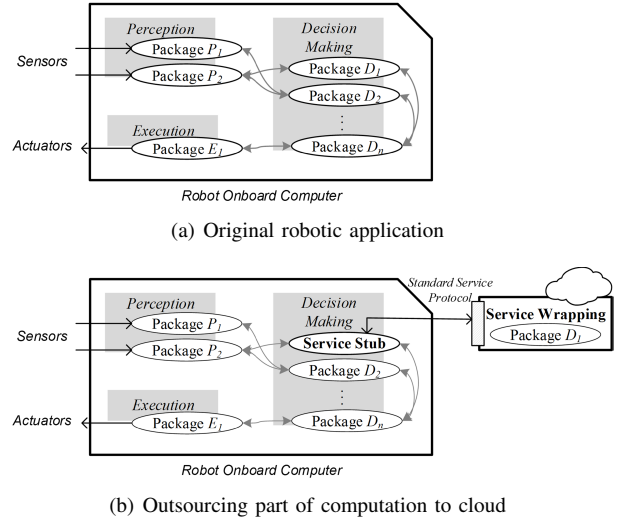 Perception
Decision
Making
Package P1
Sensors
Package P2
Package D1
Package D2
⋮
Execution
Actuators
Package E1
Package Dn
Robot Onboard Computer
(a) Original robotic application
Standard Service
Protocol
Perception
Decision
Making
Service Wrapping
Package P1
Package D1
Sensors
Package P2
Service Stub
Package D2
⋮
Execution
Actuators
Package E1
Package Dn
Robot Onboard Computer
(b) Outsourcing part of computation to cloud